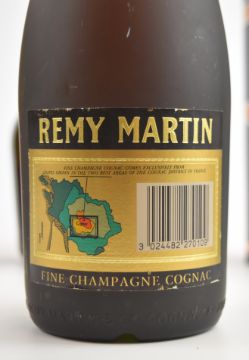 REMY MARTIN
FINE CHAMPAGNE COGNAC COMES EXCLUSIVELY FROM
GRAPES GROWN IN THE TWO BEST AREAS OF THE COGNAC DISTRICT IN FRANCE
3 024482 270109
FINE CHAMPAGNE COGNAC